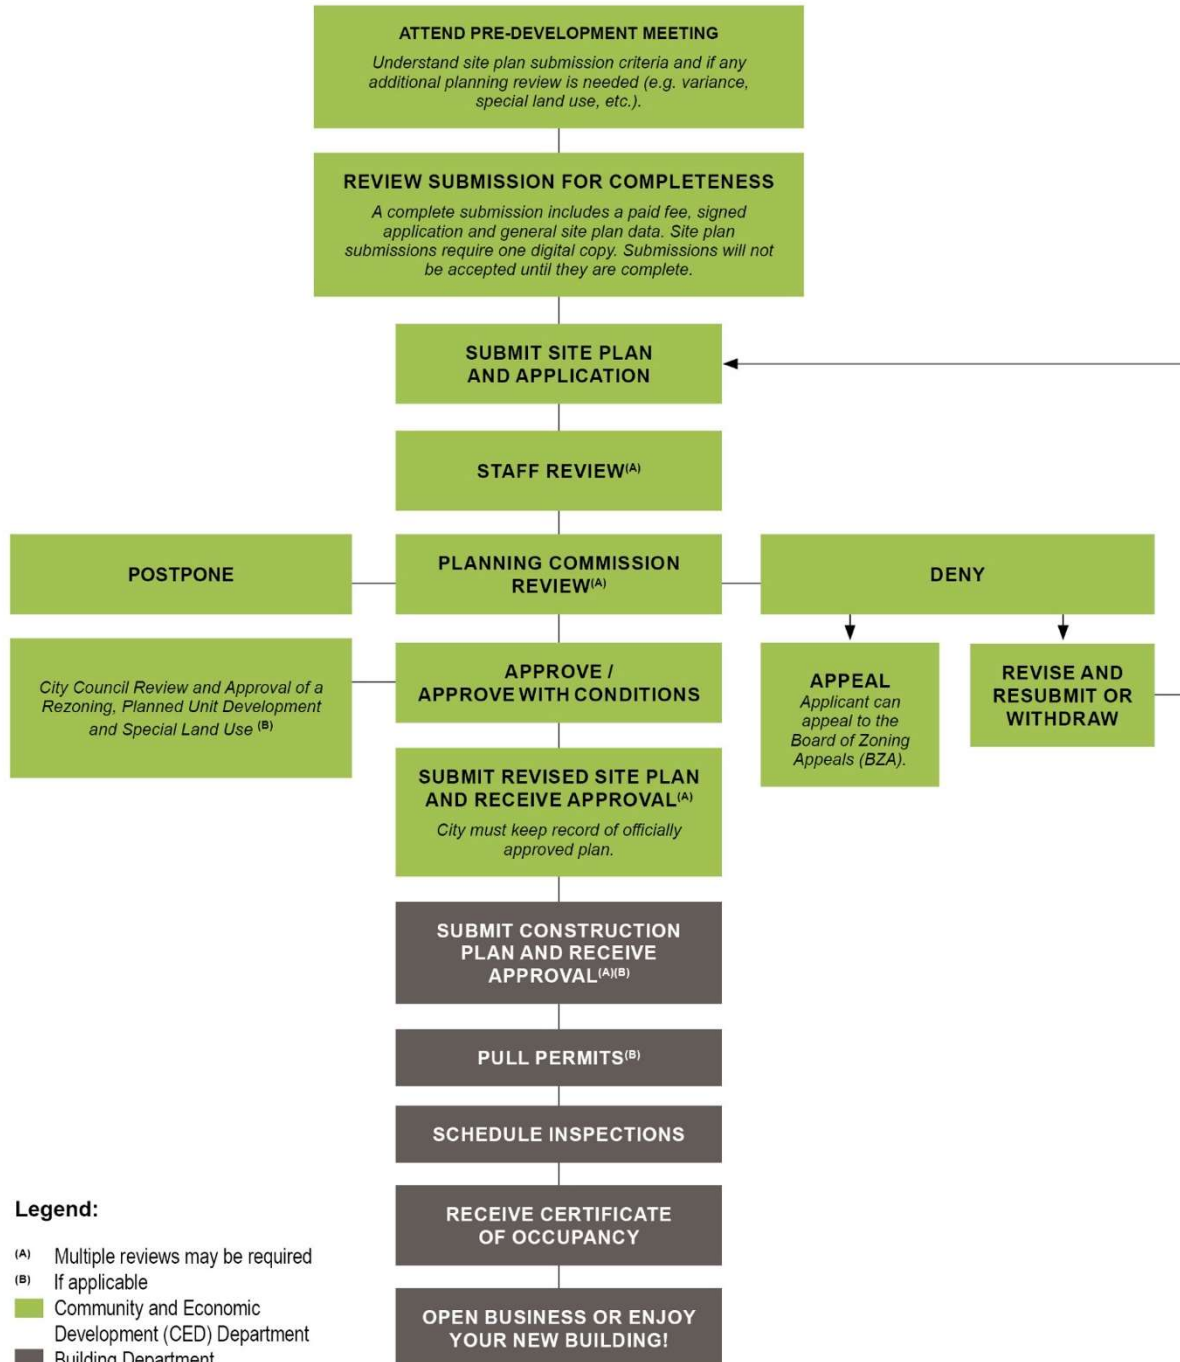 ATTEND PRE-DEVELOPMENT MEETING
Understand site plan submission criteria and if any
additional planning review is needed (e.g. variance,
special land use, etc.).
REVIEW SUBMISSION FOR COMPLETENESS
A complete submission includes a paid fee, signed
application and general site plan data. Site plan
submissions require one digital copy. Submissions will not
be accepted until they are complete.
SUBMIT SITE PLAN
AND APPLICATION
STAFF REVIEW(A)
POSTPONE
PLANNING COMMISSION
REVIEW(A)
DENY
City Council Review and Approval of a
Rezoning, Planned Unit Development
and Special Land Use (B)
APPROVE /
APPROVE WITH CONDITIONS
APPEAL
Applicant can
appeal to the
Board of Zoning
Appeals (BZA).
REVISE AND
RESUBMIT OR
WITHDRAW
SUBMIT REVISED SITE PLAN
AND RECEIVE APPROVAL(A)
City must keep record of officially
approved plan.
SUBMIT CONSTRUCTION
PLAN AND RECEIVE
APPROVAL(A)(B)
PULL PERMITS(B)
SCHEDULE INSPECTIONS
RECEIVE CERTIFICATE
OF OCCUPANCY
OPEN BUSINESS OR ENJOY
YOUR NEW BUILDING!
Legend:
(A) Multiple reviews may be required
(B) If applicable
Community and Economic
Development (CED) Department
Building Department